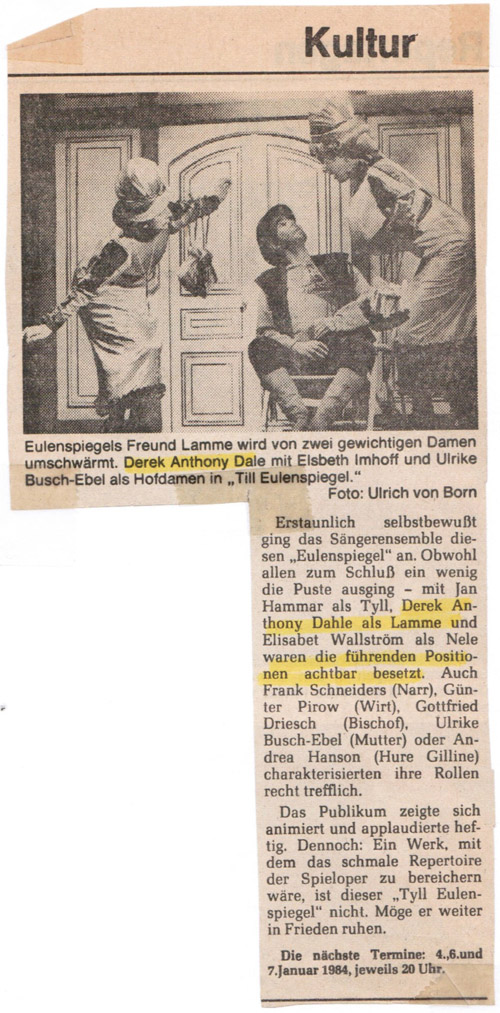 Kultur
Eulenspiegels Freund Lamme wird von zwei gewichtigen Damen
umschwärmt. Derek Anthony Dale mit Elsbeth Imhoff und Ulrike
Busch-Ebel als Hofdamen in „Till Eulenspiegel.“
Foto: Ulrich von Born
Erstaunlich selbstbewußt
ging das Sängerensemble die-
sen „Eulenspiegel“ an. Obwohl
allen zum Schluß ein wenig
die Puste ausging – mit Jan
Hammar als Tyll, Derek An-
thony Dahle als Lamme und
Elisabet Wallström als Nele
waren die führenden Positio-
nen achtbar besetzt. Auch
Frank Schneiders (Narr), Gün-
ter Pirow (Wirt), Gottfried
Driesch (Bischof), Ulrike
Busch-Ebel (Mutter) oder An-
drea Hanson (Hure Gilline)
charakterisierten ihre Rollen
recht trefflich.
Das Publikum zeigte sich
animiert und applaudierte hef-
tig. Dennoch: Ein Werk, mit
dem das schmale Repertoire
der Spieloper zu bereichern
wäre, ist dieser „Tyll Eulen-
spiegel“ nicht. Möge er weiter
in Frieden ruhen.
Die nächste Termine: 4.,6.und
7.Januar 1984, jeweils 20 Uhr.